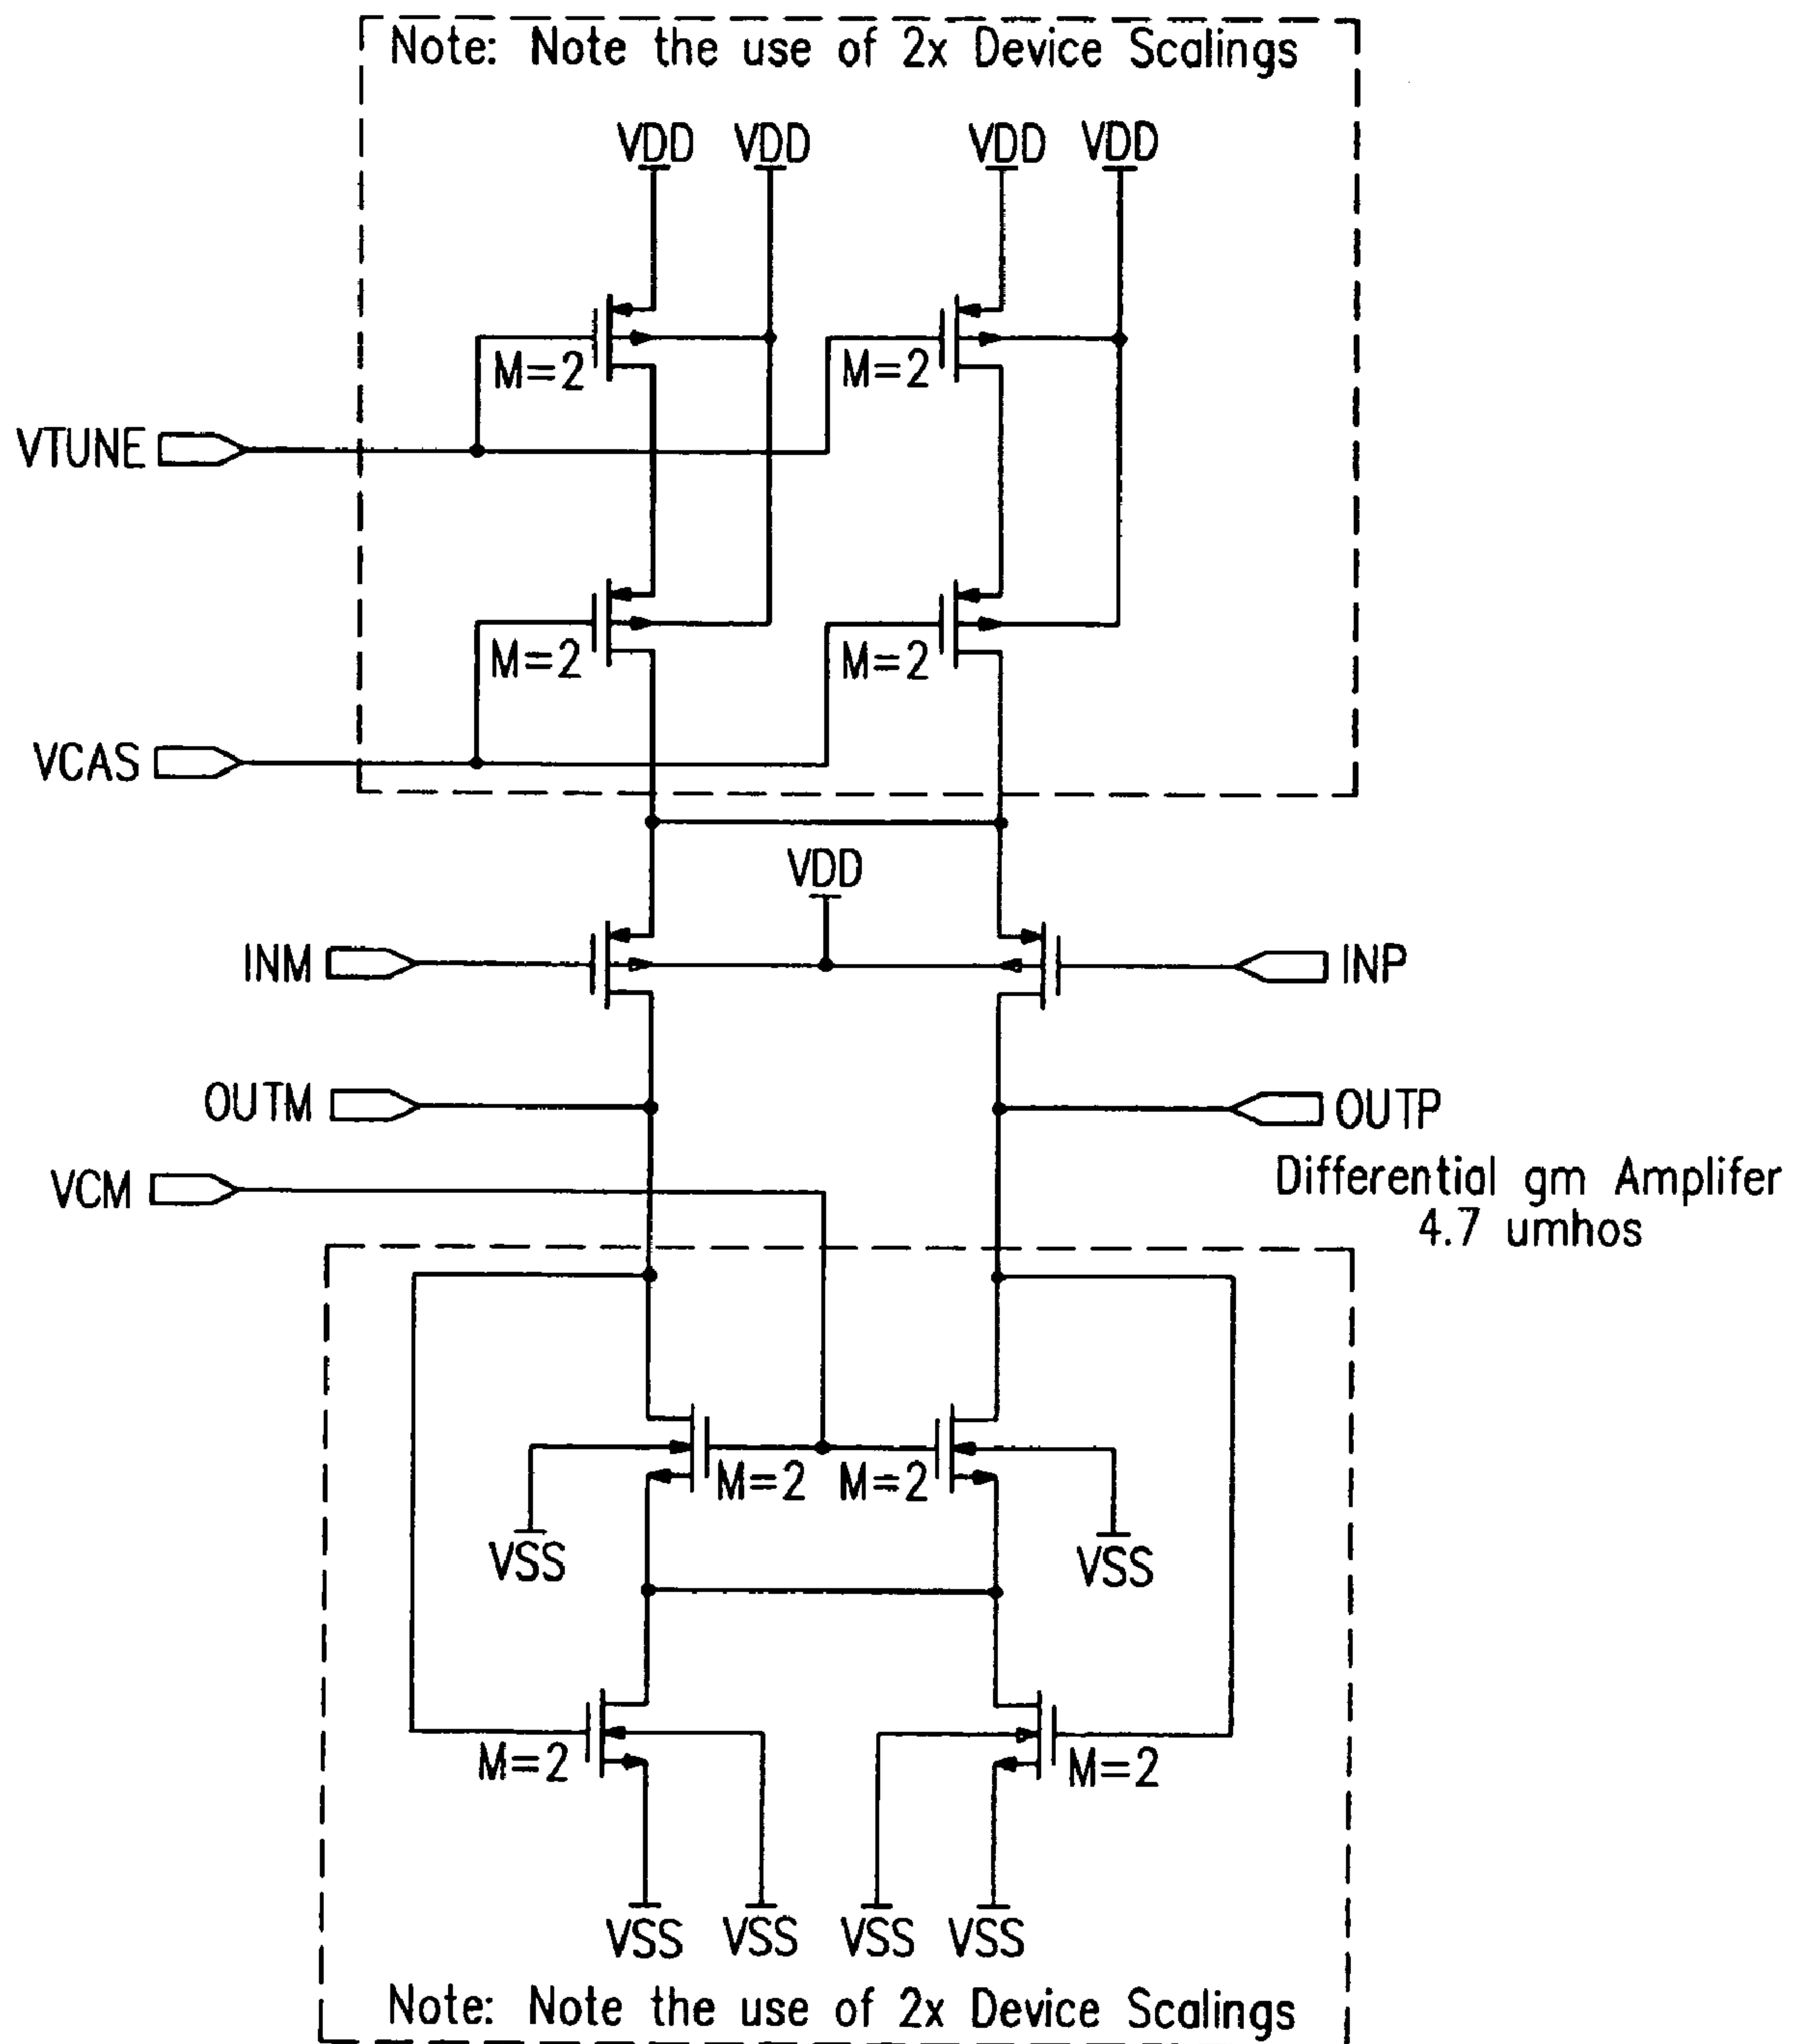 Note: Note the use of 2x Device Scalings
VDD VDD VDD VDD
M=2 M=2
VTUNE
M=2 M=2
VCAS
VDD
INM INP
OUTM OUTP
Differential gm Amplifer
VCM
4.7 umhos
M=2 M=2
VSS VSS
M=2 M=2
VSS VSS VSS VSS
Note: Note the use of 2x Device Scalings